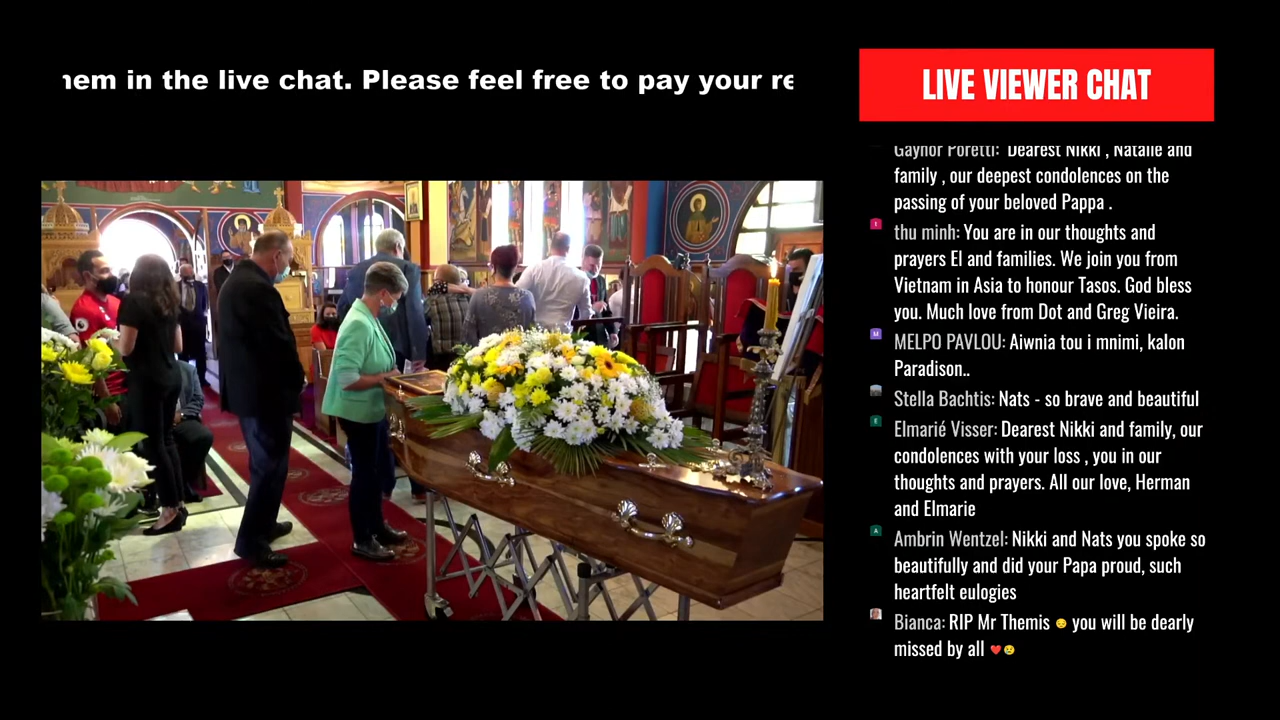 hem in the live chat. Please feel free to pay your re
LIVE VIEWER CHAT
Gaynor Poretti: Dearest Nikki , Natalie and
family , our deepest condolences on the
passing of your beloved Pappa .
thu minh: You are in our thoughts and
prayers El and families. We join you from
Vietnam in Asia to honour Tasos. God bless
you. Much love from Dot and Greg Vieira.
MELPO PAVLOU: Aiwnia tou i mnimi, kalon
Paradison..
Stella Bachtis: Nats - so brave and beautiful
Elmarié Visser: Dearest Nikki and family, our
condolences with your loss , you in our
thoughts and prayers. All our love, Herman
and Elmarie
Ambrin Wentzel: Nikki and Nats you spoke so
beautifully and did your Papa proud, such
heartfelt eulogies
Bianca: RIP Mr Themis 😔 you will be dearly
missed by all ❤️😢